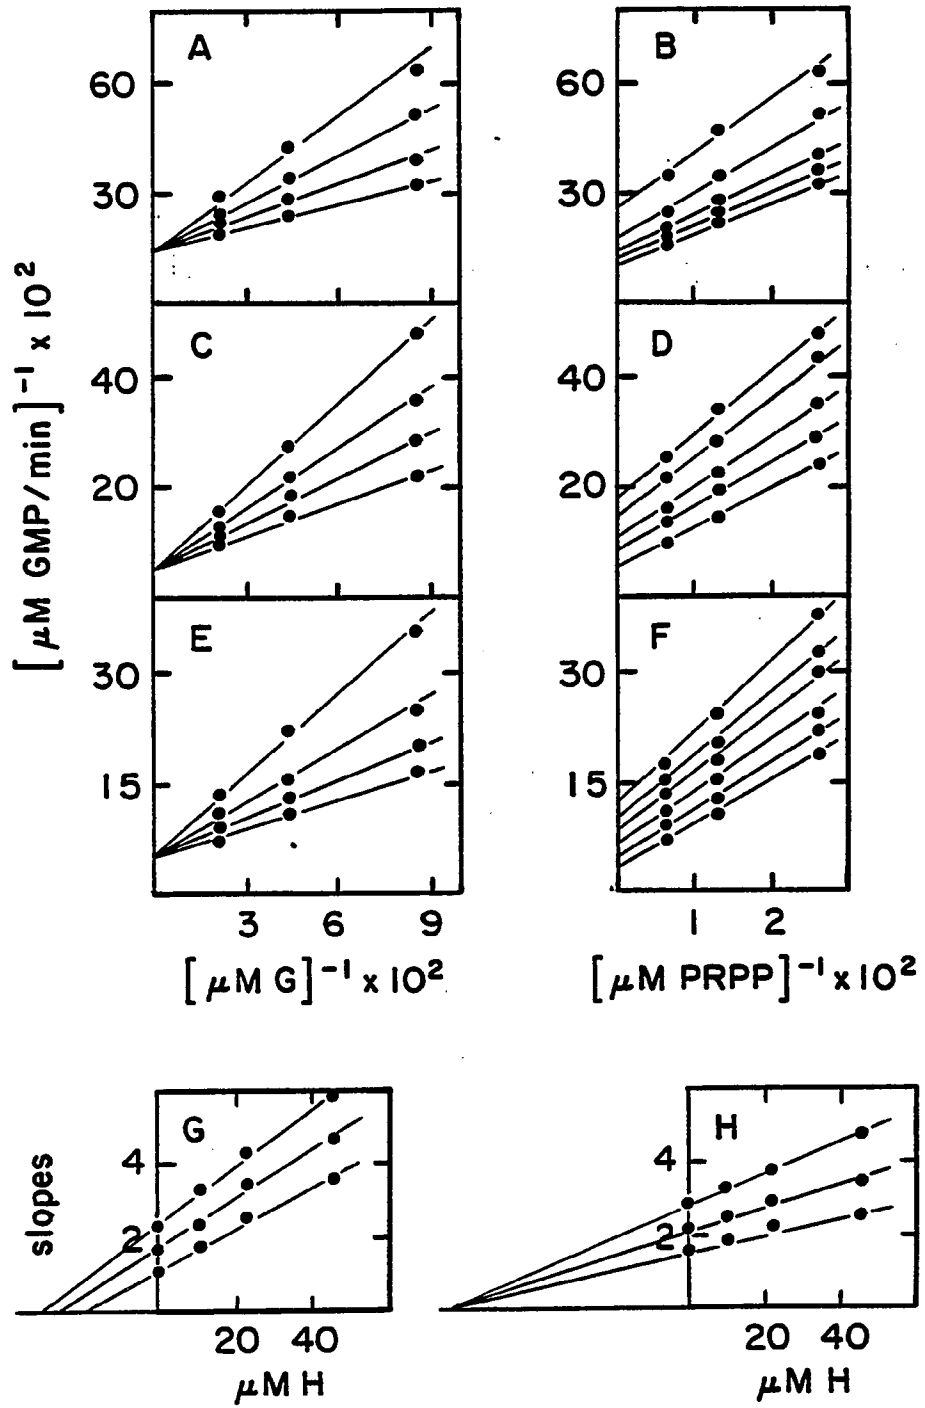 A
B
60
30
60
30
C
D
40
20
40
20
E
F
30
15
30
15
[μM GMP/min]⁻¹ x 10²
3 6 9
1 2
[μM G]⁻¹ x 10²
[μM PRPP]⁻¹ x 10²
G
H
slopes
4
2
4
2
20 40
20 40
μM H
μM H